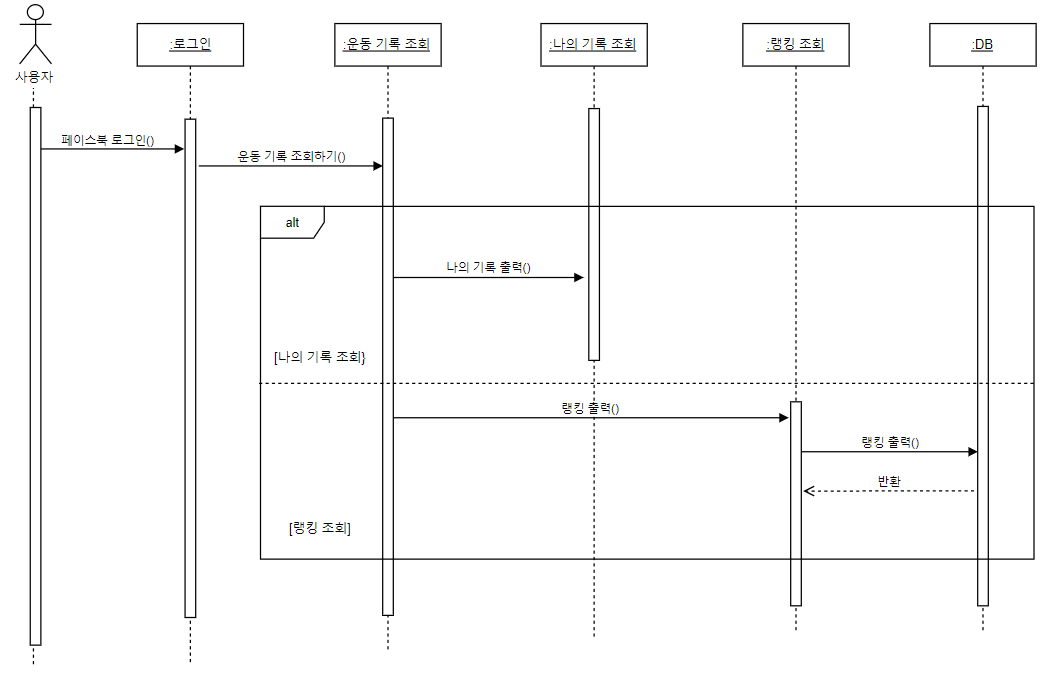 :로그인
:운동 기록 조회
:나의 기록 조회
:랭킹 조회
:DB
사용자
페이스북 로그인()
운동 기록 조회하기()
alt
나의 기록 출력()
[나의 기록 조회}
랭킹 출력()
랭킹 출력()
반환
[랭킹 조회]